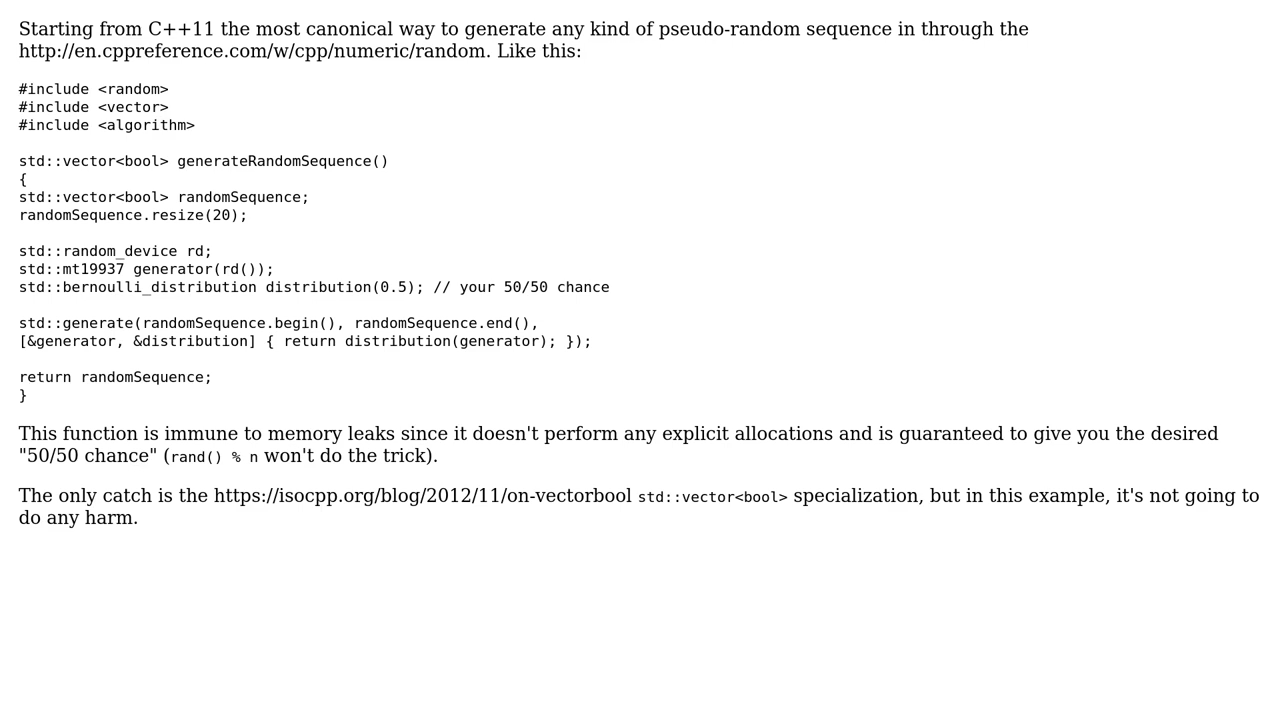 Starting from C++11 the most canonical way to generate any kind of pseudo-random sequence in through the
http://en.cppreference.com/w/cpp/numeric/random. Like this:
#include <random>
#include <vector>
#include <algorithm>
std::vector<bool> generateRandomSequence()
{
std::vector<bool> randomSequence;
randomSequence.resize(20);
std::random_device rd;
std::mt19937 generator(rd());
std::bernoulli_distribution distribution(0.5); // your 50/50 chance
std::generate(randomSequence.begin(), randomSequence.end(),
[&generator, &distribution] { return distribution(generator); });
return randomSequence;
}
This function is immune to memory leaks since it doesn't perform any explicit allocations and is guaranteed to give you the desired
"50/50 chance" (rand() % n won't do the trick).
The only catch is the https://isocpp.org/blog/2012/11/on-vectorbool std::vector<bool> specialization, but in this example, it's not going to
do any harm.